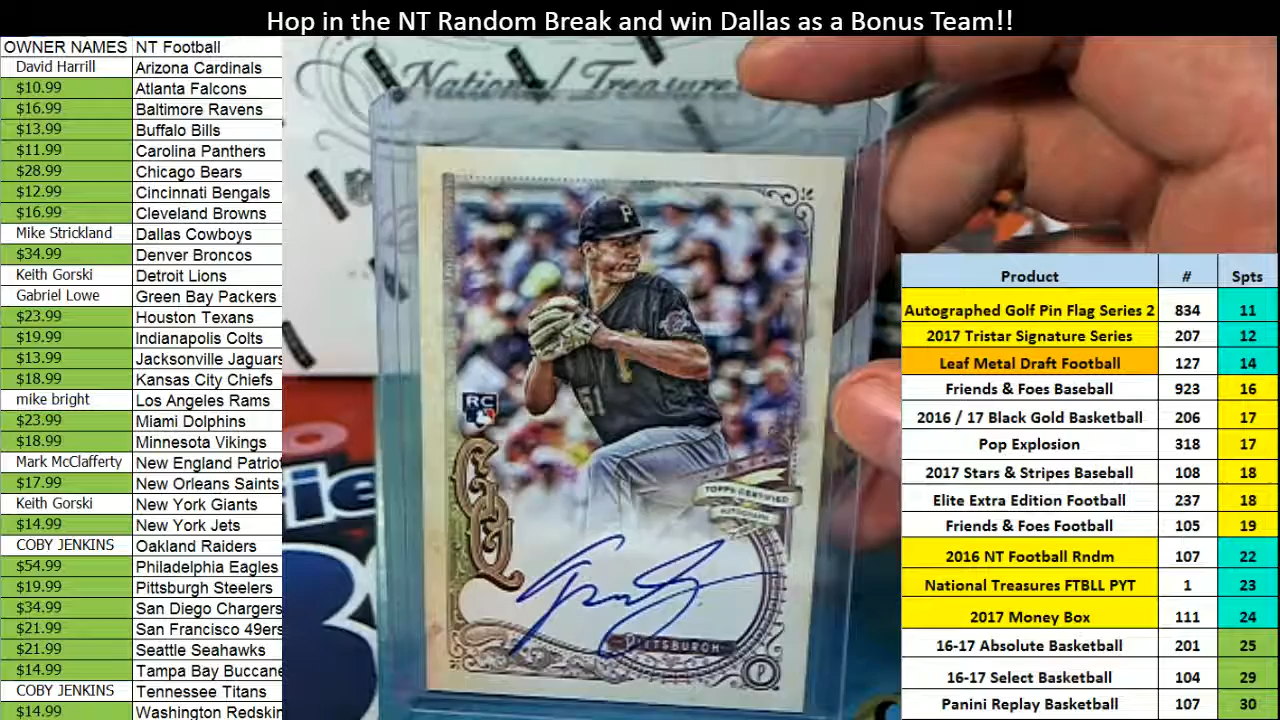 Hop in the NT Random Break and win Dallas as a Bonus Team!!
OWNER NAMES NT Football
David Harrill Arizona Cardinals
$10.99 Atlanta Falcons
$16.99 Baltimore Ravens
$13.99 Buffalo Bills
$11.99 Carolina Panthers
$28.99 Chicago Bears
$12.99 Cincinnati Bengals
$16.99 Cleveland Browns
Mike Strickland Dallas Cowboys
$34.99 Denver Broncos
Keith Gorski Detroit Lions
Gabriel Lowe Green Bay Packers
$23.99 Houston Texans
$19.99 Indianapolis Colts
$13.99 Jacksonville Jaguars
$18.99 Kansas City Chiefs
mike bright Los Angeles Rams
$23.99 Miami Dolphins
$18.99 Minnesota Vikings
Mark McClafferty New England Patriot
$17.99 New Orleans Saints
Keith Gorski New York Giants
$14.99 New York Jets
COBY JENKINS Oakland Raiders
$54.99 Philadelphia Eagles
$19.99 Pittsburgh Steelers
$34.99 San Diego Chargers
$21.99 San Francisco 49ers
$21.99 Seattle Seahawks
$14.99 Tampa Bay Buccane
COBY JENKINS Tennessee Titans
$14.99 Washington Redskin
National Treasures
P
51
RC
GQ
TOPPS CERTIFIED
AUTOGRAPH
PITTSBURGH
P
Product # Spts
Autographed Golf Pin Flag Series 2 834 11
2017 Tristar Signature Series 207 12
Leaf Metal Draft Football 127 14
Friends & Foes Baseball 923 16
2016 / 17 Black Gold Basketball 206 17
Pop Explosion 318 17
2017 Stars & Stripes Baseball 108 18
Elite Extra Edition Football 237 18
Friends & Foes Football 105 19
2016 NT Football Rndm 107 22
National Treasures FTBLL PYT 1 23
2017 Money Box 111 24
16-17 Absolute Basketball 201 25
16-17 Select Basketball 104 29
Panini Replay Basketball 107 30